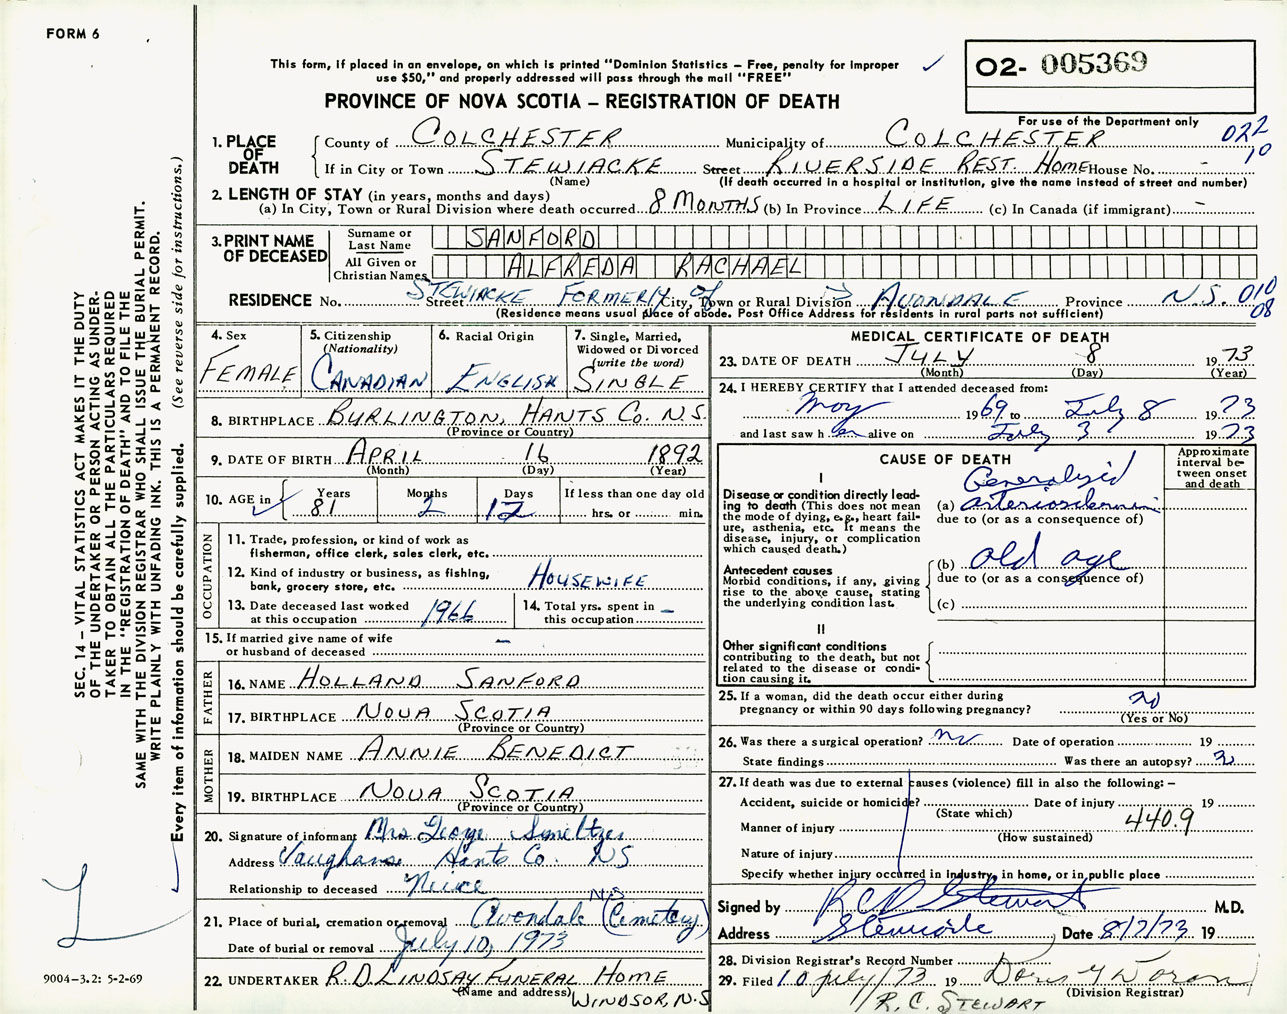 FORM 6
This form, if placed in an envelope, on which is printed "Dominion Statistics – Free, penalty for improper
use $50," and properly addressed will pass through the mail "FREE"
O2- 005369
PROVINCE OF NOVA SCOTIA – REGISTRATION OF DEATH
For use of the Department only
022
10
1. PLACE OF DEATH
County of COLCHESTER Municipality of COLCHESTER
If in City or Town STEWIACKE Street RIVERSIDE REST. HOME House No. -
(Name) (If death occurred in a hospital or institution, give the name instead of street and number)
2. LENGTH OF STAY (in years, months and days)
(a) In City, Town or Rural Division where death occurred 8 MONTHS (b) In Province LIFE (c) In Canada (if immigrant) -
3. PRINT NAME OF DECEASED
Surname or Last Name SANFORD
All Given or Christian Names ALFREDA RACHAEL
RESIDENCE No. Street STEWIACKE FORMERLY of City, Town or Rural Division AVONDALE Province N.S. 010
08
(Residence means usual place of abode. Post Office Address for residents in rural parts not sufficient)
4. Sex
FEMALE
5. Citizenship
(Nationality)
CANADIAN
6. Racial Origin
ENGLISH
7. Single, Married,
Widowed or Divorced
(write the word)
SINGLE
8. BIRTHPLACE BURLINGTON, HANTS CO. N.S.
(Province or Country)
9. DATE OF BIRTH APRIL 16 1892
(Month) (Day) (Year)
10. AGE in
Years Months Days If less than one day old
81 2 hrs. or min.
OCCUPATION
11. Trade, profession, or kind of work as
fisherman, office clerk, sales clerk, etc.
12. Kind of industry or business, as fishing,
bank, grocery store, etc. HOUSEWIFE
13. Date deceased last worked
at this occupation 1966
14. Total yrs. spent in
this occupation –
15. If married give name of wife
or husband of deceased –
FATHER
16. NAME HOLLAND SANFORD
17. BIRTHPLACE NOVA SCOTIA
(Province or Country)
MOTHER
18. MAIDEN NAME ANNIE BENEDICT
19. BIRTHPLACE NOVA SCOTIA
(Province or Country)
20. Signature of informant Mrs George Smeltzer
Address Vaughans Hants Co. NS
Relationship to deceased Niece
21. Place of burial, cremation or removal Avondale N.S. (Cemetery)
Date of burial or removal July 10, 1973
22. UNDERTAKER R.D. LINDSAY FUNERAL HOME
(Name and address) WINDSOR, N.S
MEDICAL CERTIFICATE OF DEATH
23. DATE OF DEATH JULY 8 1973
(Month) (Day) (Year)
24. I HEREBY CERTIFY that I attended deceased from:
May 1969 to July 8 1973
and last saw h er alive on July 3 1973
CAUSE OF DEATH
Approximate interval between onset and death
I
Disease or condition directly lead-
ing to death (This does not mean
the mode of dying, e.g., heart fail-
ure, asthenia, etc. It means the
disease, injury, or complication
which caused death.)
Generalized
(a) arteriosclerosis
due to (or as a consequence of)
Antecedent causes
Morbid conditions, if any, giving
rise to the above cause, stating
the underlying condition last.
(b) old age
due to (or as a consequence of)
(c)
II
Other significant conditions
contributing to the death, but not
related to the disease or condi-
tion causing it.
25. If a woman, did the death occur either during
pregnancy or within 90 days following pregnancy? no
(Yes or No)
26. Was there a surgical operation? no Date of operation 19
State findings Was there an autopsy?
27. If death was due to external causes (violence) fill in also the following: –
Accident, suicide or homicide? Date of injury 19
(State which)
Manner of injury 440.9
(How sustained)
Nature of injury
Specify whether injury occurred in Industry, in home, or in public place
Signed by R C D Stewart M.D.
Address Stewiacke Date 8/7/73 19
28. Division Registrar's Record Number
29. Filed 10 July/73 19 Doris Y Doran
(Division Registrar)
R.C. STEWART
SEC. 14 – VITAL STATISTICS ACT MAKES IT THE DUTY
OF THE UNDERTAKER OR PERSON ACTING AS UNDER-
TAKER TO OBTAIN ALL THE PARTICULARS REQUIRED
IN THE "REGISTRATION OF DEATH" AND TO FILE THE
SAME WITH THE DIVISION REGISTRAR WHO SHALL ISSUE THE BURIAL PERMIT.
WRITE PLAINLY WITH UNFADING INK. THIS IS A PERMANENT RECORD.
Every item of information should be carefully supplied. (See reverse side for instructions.)
9004–3.2: 5-2-69